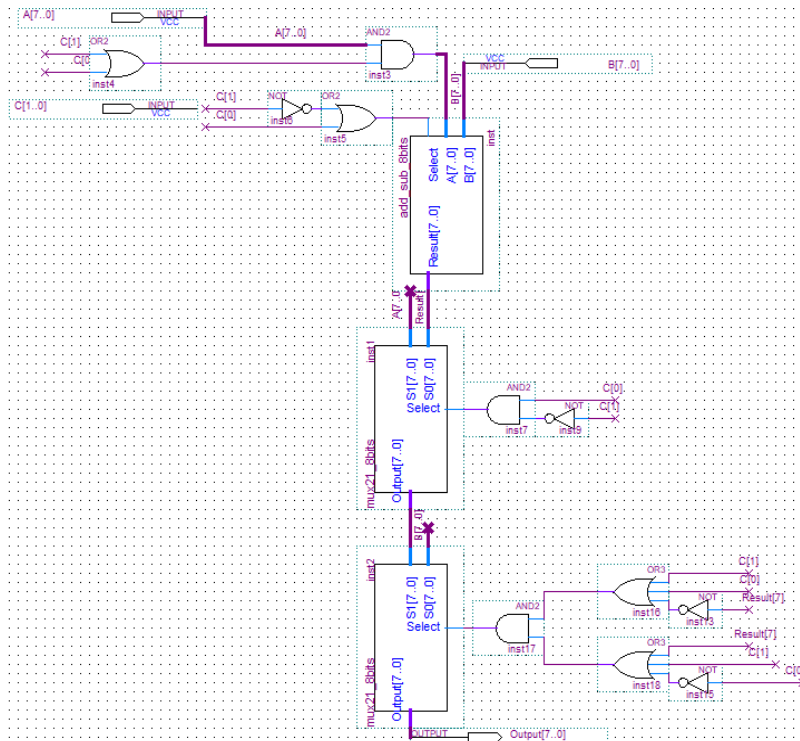 A[7..0] INPUT VCC
A[7..0]
AND2
inst3
C[1]
C[0
OR2
inst4
VCC INPUT B[7..0]
B[7..0]
C[1..0] INPUT VCC
C[1]
C[0]
NOT
inst6
OR2
inst5
inst
add_sub_8bits
Select
A[7..0]
B[7..0]
Result[7..0]
A[7..0
Result
inst1
mux21_8bits
S1[7..0]
S0[7..0]
Select
Output[7..0]
AND2
inst7
NOT
inst9
C[0]
C[1]
B[7..0]
inst2
mux21_8bits
S1[7..0]
S0[7..0]
Select
Output[7..0]
AND2
inst17
OR3
inst16
NOT
inst13
C[1]
C[0]
Result[7]
OR3
inst18
NOT
inst15
Result[7]
C[1]
C[0
OUTPUT Output[7..0]